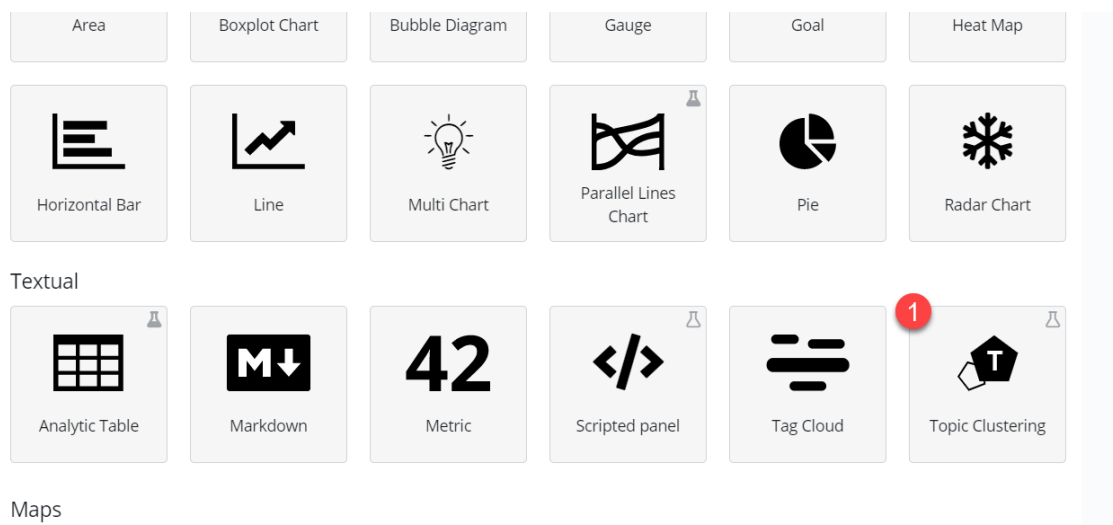 Area Boxplot Chart Bubble Diagram Gauge Goal Heat Map
Horizontal Bar Line Multi Chart Parallel Lines Chart Pie Radar Chart
Textual
1
M 42 </> T
Analytic Table Markdown Metric Scripted panel Tag Cloud Topic Clustering
Maps